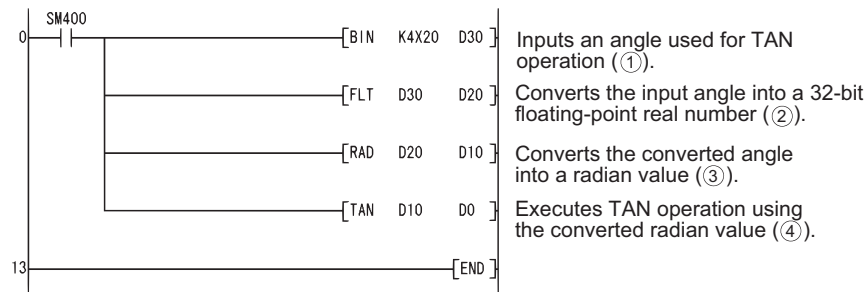 SM400
0 [BIN K4X20 D30] Inputs an angle used for TAN
operation (①).
[FLT D30 D20] Converts the input angle into a 32-bit
floating-point real number (②).
[RAD D20 D10] Converts the converted angle
into a radian value (③).
[TAN D10 D0] Executes TAN operation using
the converted radian value (④).
13 [END]